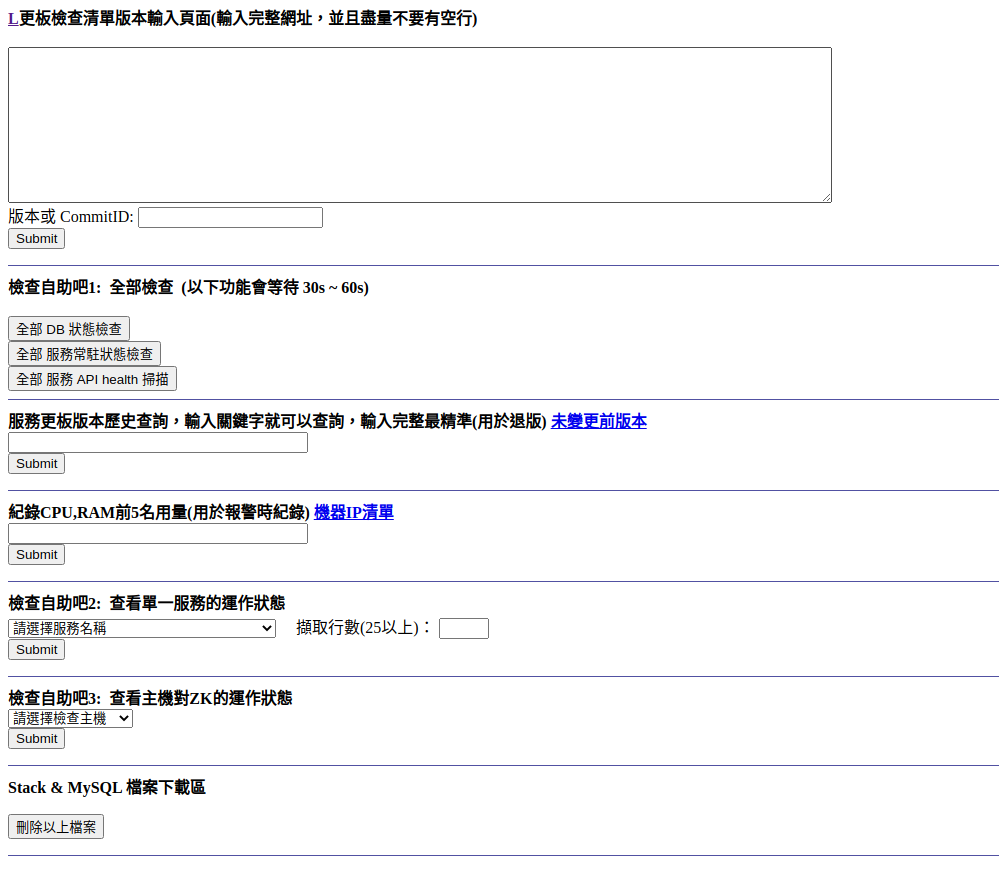 L更板檢查清單版本輸入頁面(輸入完整網址，並且盡量不要有空行)
版本或 CommitID:
Submit
檢查自助吧1: 全部檢查 (以下功能會等待 30s ~ 60s)
全部 DB 狀態檢查
全部 服務常駐狀態檢查
全部 服務 API health 掃描
服務更板版本歷史查詢，輸入關鍵字就可以查詢，輸入完整最精準(用於退版) 未變更前版本
Submit
紀錄CPU,RAM前5名用量(用於報警時紀錄) 機器IP清單
Submit
檢查自助吧2: 查看單一服務的運作狀態
請選擇服務名稱 擷取行數(25以上)：
Submit
檢查自助吧3: 查看主機對ZK的運作狀態
請選擇檢查主機
Submit
Stack & MySQL 檔案下載區
刪除以上檔案